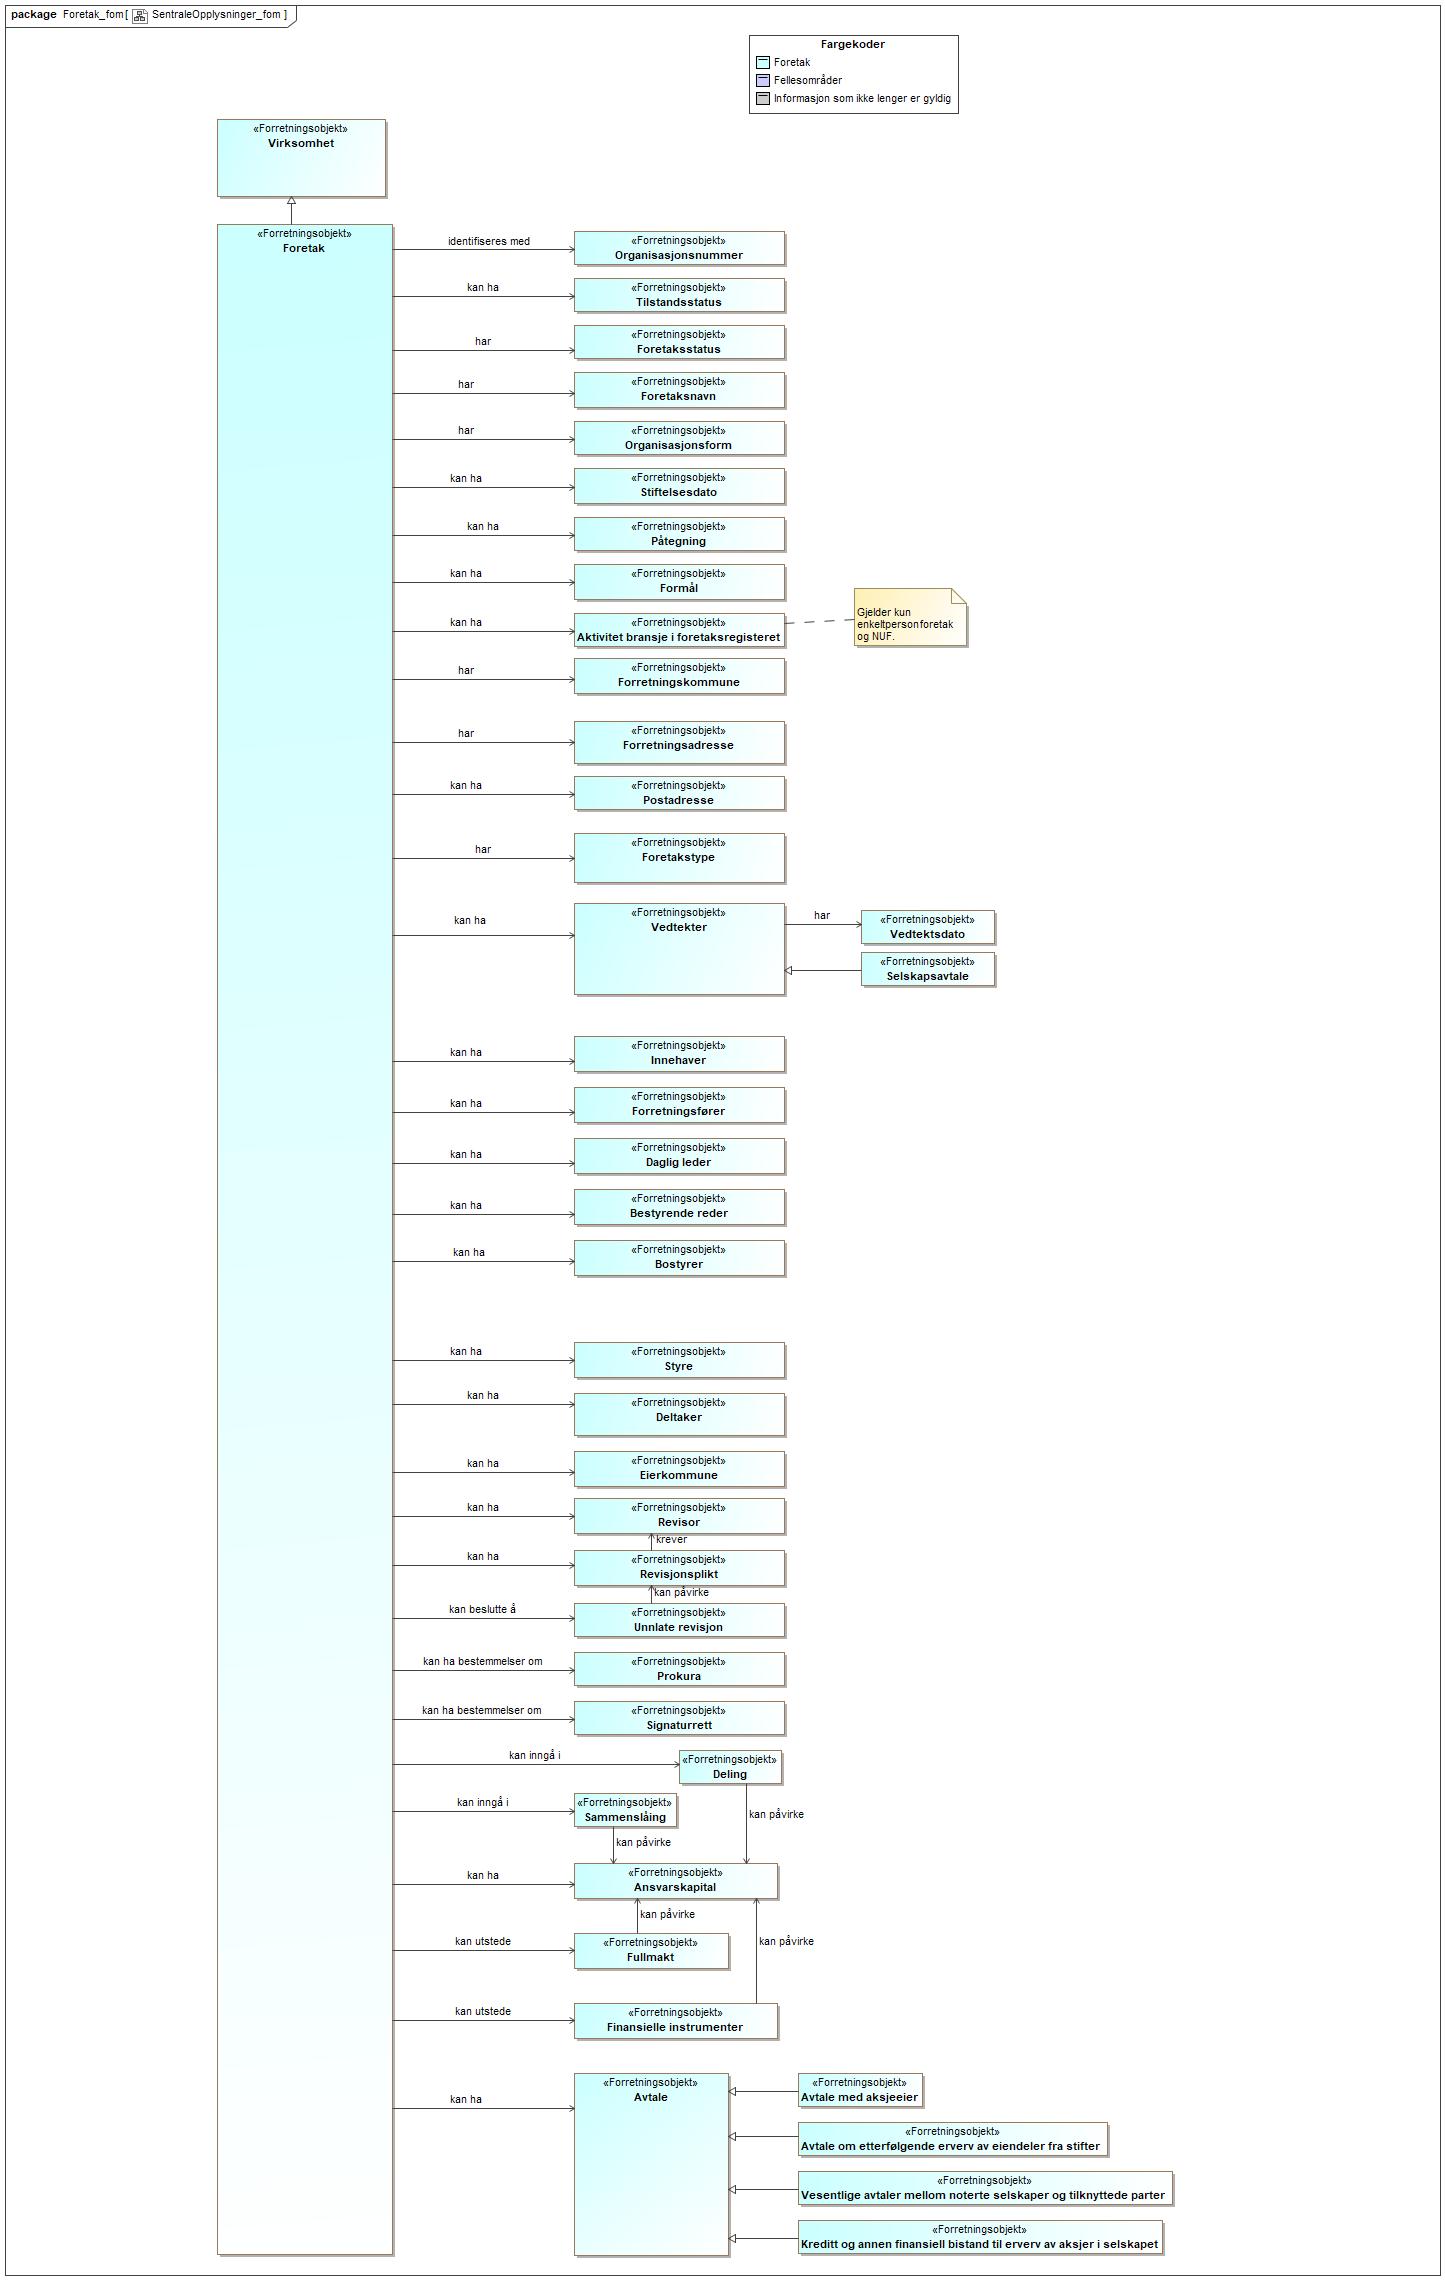 package Foretak_fom [ SentraleOpplysninger_fom ]
Fargekoder
Foretak
Fellesområder
Informasjon som ikke lenger er gyldig
«Forretningsobjekt»
Virksomhet
«Forretningsobjekt»
Foretak
identifiseres med
«Forretningsobjekt»
Organisasjonsnummer
kan ha
«Forretningsobjekt»
Tilstandsstatus
har
«Forretningsobjekt»
Foretaksstatus
har
«Forretningsobjekt»
Foretaksnavn
har
«Forretningsobjekt»
Organisasjonsform
kan ha
«Forretningsobjekt»
Stiftelsesdato
kan ha
«Forretningsobjekt»
Påtegning
kan ha
«Forretningsobjekt»
Formål
kan ha
«Forretningsobjekt»
Aktivitet bransje i foretaksregisteret
Gjelder kun
enkeltpersonforetak
og NUF.
har
«Forretningsobjekt»
Forretningskommune
har
«Forretningsobjekt»
Forretningsadresse
kan ha
«Forretningsobjekt»
Postadresse
har
«Forretningsobjekt»
Foretakstype
kan ha
«Forretningsobjekt»
Vedtekter
har
«Forretningsobjekt»
Vedtektsdato
«Forretningsobjekt»
Selskapsavtale
kan ha
«Forretningsobjekt»
Innehaver
kan ha
«Forretningsobjekt»
Forretningsfører
kan ha
«Forretningsobjekt»
Daglig leder
kan ha
«Forretningsobjekt»
Bestyrende reder
kan ha
«Forretningsobjekt»
Bostyrer
kan ha
«Forretningsobjekt»
Styre
kan ha
«Forretningsobjekt»
Deltaker
kan ha
«Forretningsobjekt»
Eierkommune
kan ha
«Forretningsobjekt»
Revisor
krever
kan ha
«Forretningsobjekt»
Revisjonsplikt
kan påvirke
kan beslutte å
«Forretningsobjekt»
Unnlate revisjon
kan ha bestemmelser om
«Forretningsobjekt»
Prokura
kan ha bestemmelser om
«Forretningsobjekt»
Signaturrett
kan inngå i
«Forretningsobjekt»
Deling
kan inngå i
«Forretningsobjekt»
Sammenslåing
kan påvirke
kan påvirke
kan ha
«Forretningsobjekt»
Ansvarskapital
kan påvirke
kan utstede
«Forretningsobjekt»
Fullmakt
kan påvirke
kan utstede
«Forretningsobjekt»
Finansielle instrumenter
kan ha
«Forretningsobjekt»
Avtale
«Forretningsobjekt»
Avtale med aksjeeier
«Forretningsobjekt»
Avtale om etterfølgende erverv av eiendeler fra stifter
«Forretningsobjekt»
Vesentlige avtaler mellom noterte selskaper og tilknyttede parter
«Forretningsobjekt»
Kreditt og annen finansiell bistand til erverv av aksjer i selskapet